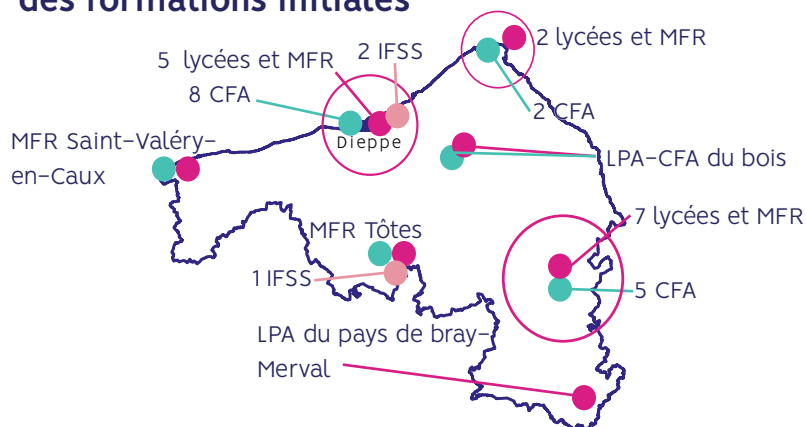 des formations initiales
2 IFSS
2 lycées et MFR
5 lycées et MFR
8 CFA
2 CFA
Dieppe
MFR Saint-Valéry-
en-Caux
LPA-CFA du bois
7 lycées et MFR
MFR Tôtes
1 IFSS
5 CFA
LPA du pays de bray-
Merval